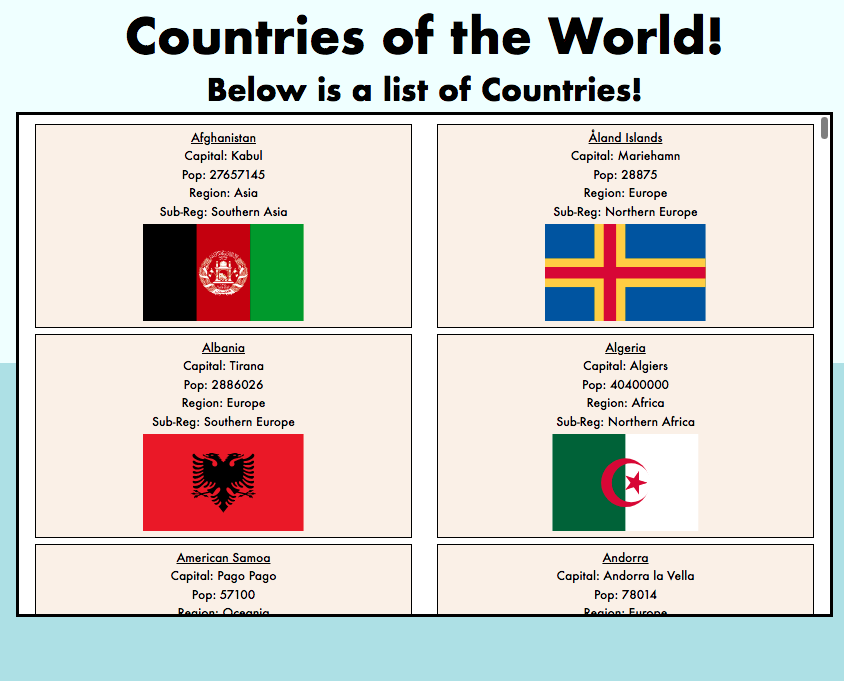 Countries of the World!
Below is a list of Countries!
Afghanistan
Capital: Kabul
Pop: 27657145
Region: Asia
Sub-Reg: Southern Asia
Åland Islands
Capital: Mariehamn
Pop: 28875
Region: Europe
Sub-Reg: Northern Europe
Albania
Capital: Tirana
Pop: 2886026
Region: Europe
Sub-Reg: Southern Europe
Algeria
Capital: Algiers
Pop: 40400000
Region: Africa
Sub-Reg: Northern Africa
American Samoa
Capital: Pago Pago
Pop: 57100
Region: Oceania
Andorra
Capital: Andorra la Vella
Pop: 78014
Region: Europe